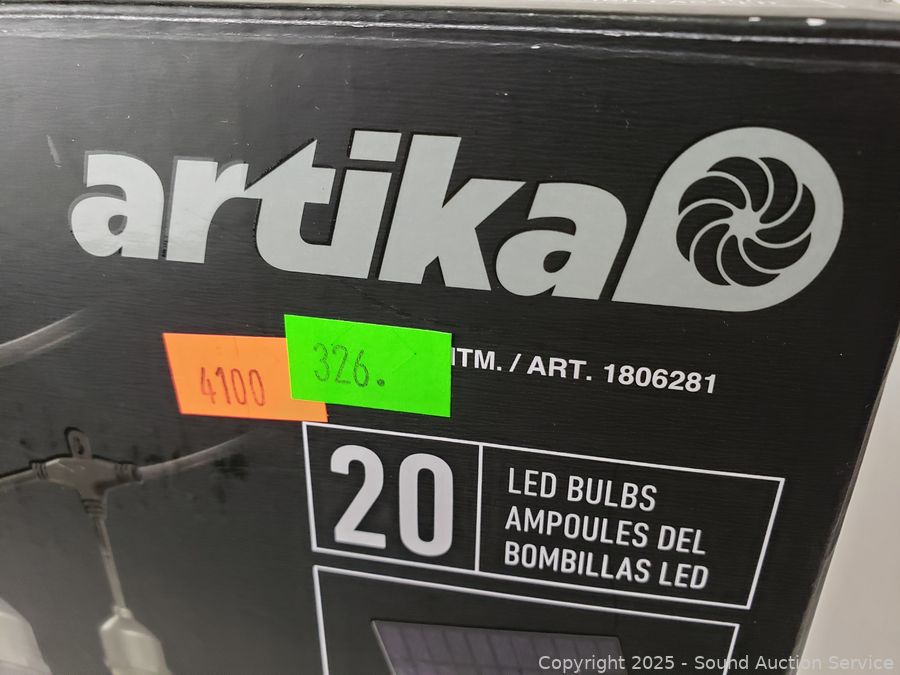 artika
4100
326.
ITM. / ART. 1806281
20
LED BULBS
AMPOULES DEL
BOMBILLAS LED
Copyright © 2025 - Sound Auction Service